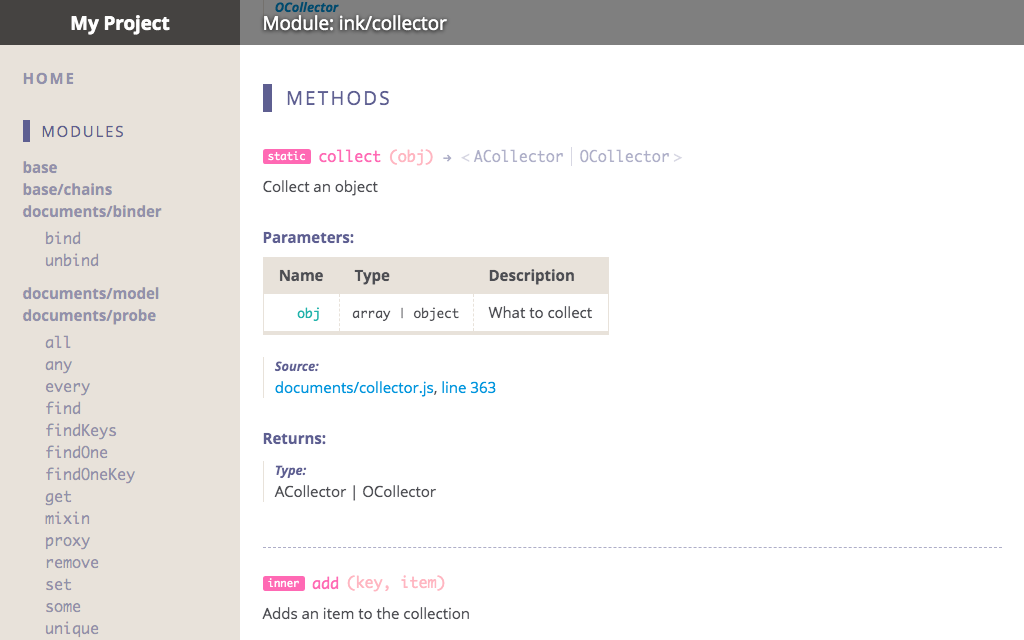 My Project
HOME
MODULES
base
base/chains
documents/binder
bind
unbind
documents/model
documents/probe
all
any
every
find
findKeys
findOne
findOneKey
get
mixin
proxy
remove
set
some
unique
OCollector
Module: ink/collector
METHODS
static collect (obj) → <ACollector | OCollector>
Collect an object
Parameters:
Name Type Description
obj array | object What to collect
Source:
documents/collector.js, line 363
Returns:
Type:
ACollector | OCollector
inner add (key, item)
Adds an item to the collection